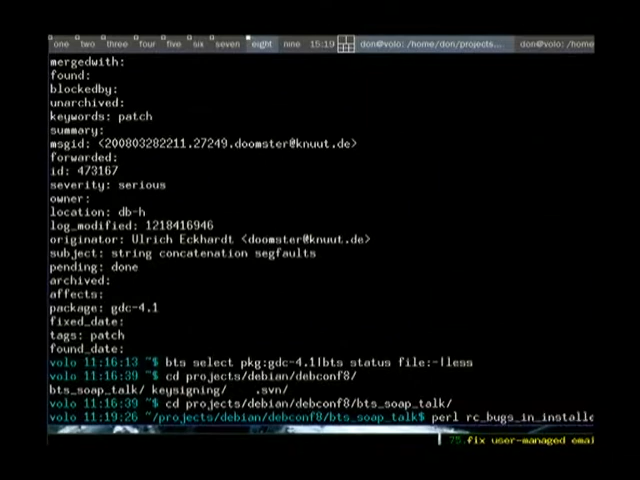 one two three four five six seven eight nine 15:19 don@volo: /home/don/projects... don@volo: /home
mergedwith:
found:
blockedby:
unarchived:
keywords: patch
summary:
msgid: <200803282211.27249.doomster@knuut.de>
forwarded:
id: 473167
severity: serious
owner:
location: db-h
log_modified: 1218416946
originator: Ulrich Eckhardt <doomster@knuut.de>
subject: string concatenation segfaults
pending: done
archived:
affects:
package: gdc-4.1
fixed_date:
tags: patch
found_date:
volo 11:16:13 ~$ bts select pkg:gdc-4.1|bts status file:-|less
volo 11:16:39 ~$ cd projects/debian/debconf8/
bts_soap_talk/ keysigning/ .svn/
volo 11:16:39 ~$ cd projects/debian/debconf8/bts_soap_talk/
volo 11:19:26 ~/projects/debian/debconf8/bts_soap_talk$ perl rc_bugs_in_installe
75.fix user-managed emai